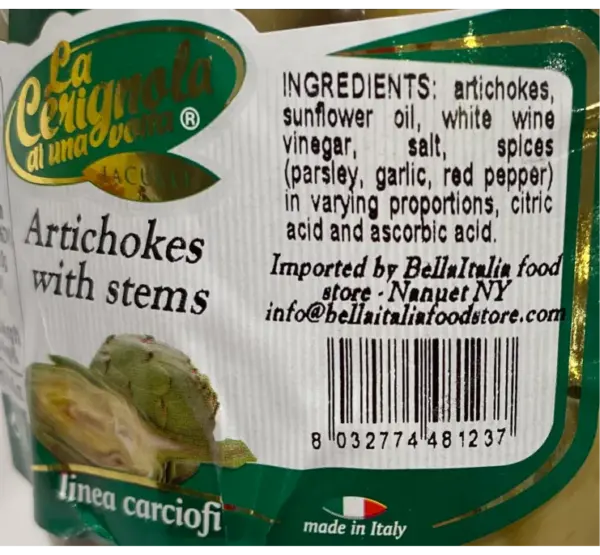 La
Cerignola
di una volta ®
Artichokes
with stems
linea carciofi
INGREDIENTS: artichokes,
sunflower oil, white wine
vinegar, salt, spices
(parsley, garlic, red pepper)
in varying proportions, citric
acid and ascorbic acid.
Imported by BellaItalia food
store - Nanuet NY
info@bellaitaliafoodstore.com
8 032774 481237
made in Italy